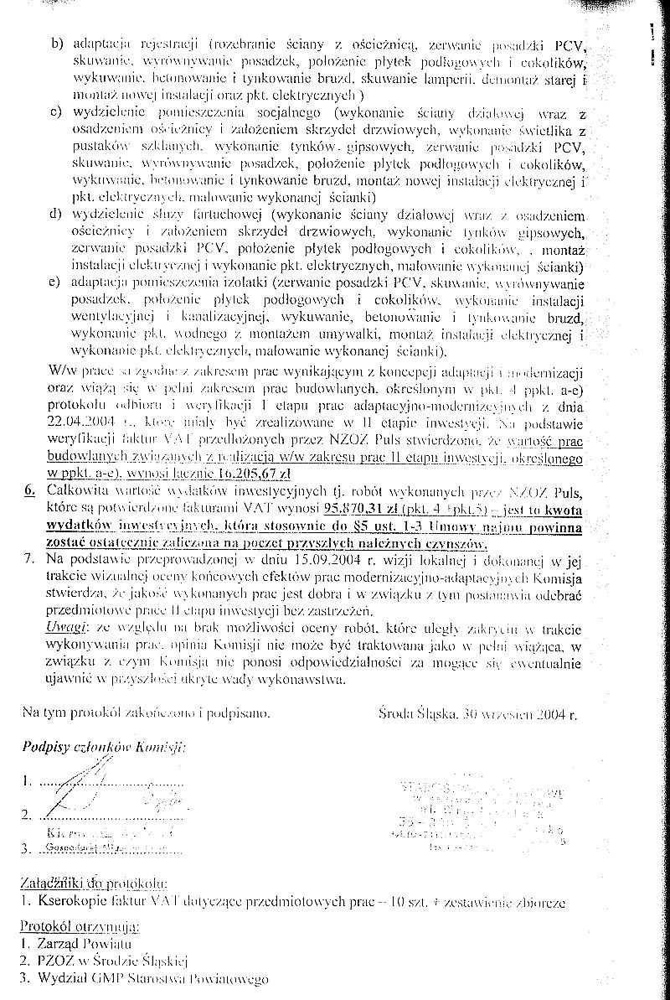 b) adaptacja rejestracji (rozebranie ściany z ościeżnicą, zerwanie posadzki PCV,
skuwanie, wyrównywanie posadzek, położenie płytek podłogowych i cokolików,
wykuwanie, betonowanie i tynkowanie bruzd, skuwanie lamperii, demontaż starej i
montaż nowej instalacji oraz pkt. elektrycznych )
c) wydzielenie pomieszczenia socjalnego (wykonanie ściany działowej wraz z
osadzeniem ościeżnicy i założeniem skrzydeł drzwiowych, wykonanie świetlika z
pustaków szklanych, wykonanie tynków gipsowych, zerwanie posadzki PCV,
skuwanie, wyrównywanie posadzek, położenie płytek podłogowych i cokolików,
wykuwanie, betonowanie i tynkowanie bruzd, montaż nowej instalacji elektrycznej i
pkt. elektrycznych, malowanie wykonanej ścianki)
d) wydzielenie śluzy fartuchowej (wykonanie ściany działowej wraz z osadzeniem
ościeżnicy i założeniem skrzydeł drzwiowych, wykonanie tynków gipsowych,
zerwanie posadzki PCV, położenie płytek podłogowych i cokolików, , montaż
instalacji elektrycznej i wykonanie pkt. elektrycznych, malowanie wykonanej ścianki)
e) adaptacja pomieszczenia izolatki (zerwanie posadzki PCV, skuwanie, wyrównywanie
posadzek, położenie płytek podłogowych i cokolików, wykonanie instalacji
wentylacyjnej i kanalizacyjnej, wykuwanie, betonowanie i tynkowanie bruzd,
wykonanie pkt. wodnego z montażem umywalki, montaż instalacji elektrycznej i
wykonanie pkt. elektrycznych, malowanie wykonanej ścianki).
W/w prace są zgodne z zakresem prac wynikającym z koncepcji adaptacji i modernizacji
oraz wiążą się w pełni zakresem prac budowlanych, określonym w pkt. 4 ppkt. a-e)
protokołu odbioru i weryfikacji I etapu prac adaptacyjno-modernizacyjnych z dnia
22.04.2004 r., które miały być zrealizowane w II etapie inwestycji. Na podstawie
weryfikacji faktur VAT przedłożonych przez NZOZ Puls stwierdzono, że wartość prac
budowlanych związanych z realizacją w/w zakresu prac II etapu inwestycji, określonego
w ppkt. a-e), wynosi łącznie 16.205,67 zł
6. Całkowita wartość wydatków inwestycyjnych tj. robót wykonanych przez NZOZ Puls,
które są potwierdzone fakturami VAT wynosi 95.870,31 zł (pkt. 4 +pkt.5) – jest to kwota
wydatków inwestycyjnych, która stosownie do §5 ust. 1-3 Umowy najmu powinna
zostać ostatecznie zaliczona na poczet przyszłych należnych czynszów.
7. Na podstawie przeprowadzonej w dniu 15.09.2004 r. wizji lokalnej i dokonanej w jej
trakcie wizualnej oceny końcowych efektów prac modernizacyjno-adaptacyjnych Komisja
stwierdza, że jakość wykonanych prac jest dobra i w związku z tym postanawia odebrać
przedmiotowe prace II etapu inwestycji bez zastrzeżeń.
Uwagi: ze względu na brak możliwości oceny robót, które uległy zakryciu w trakcie
wykonywania prac, opinia Komisji nie może być traktowana jako w pełni wiążąca, w
związku z czym Komisja nie ponosi odpowiedzialności za mogące się ewentualnie
ujawnić w przyszłości ukryte wady wykonawstwa.
Na tym protokół zakończono i podpisano. Środa Śląska, 30 wrzesień 2004 r.
Podpisy członków Komisji:
1.
2.
3.
Załączniki do protokołu:
1. Kserokopie faktur VAT dotyczące przedmiotowych prac – 10 szt. + zestawienie zbiorcze
Protokół otrzymują:
1. Zarząd Powiatu
2. PZOZ w Środzie Śląskiej
3. Wydział GMP Starostwa Powiatowego